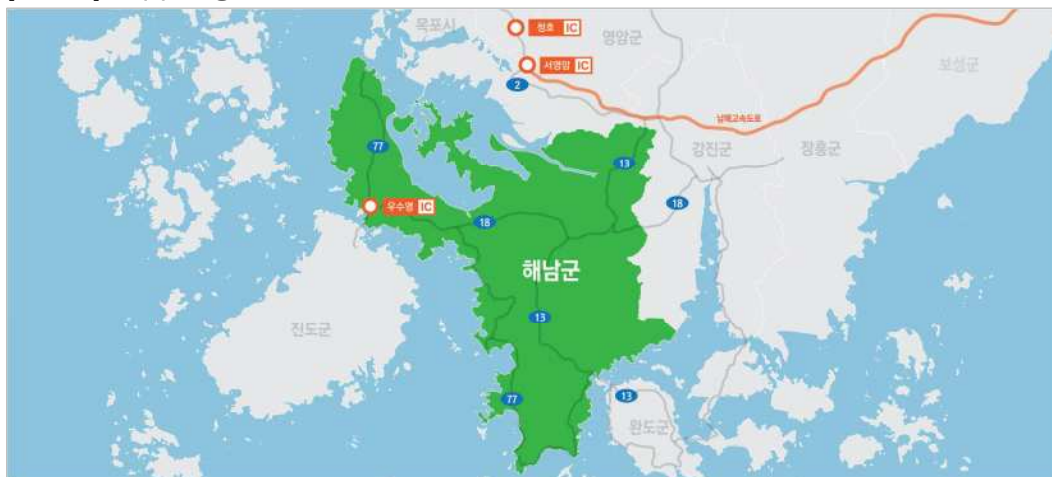 목포시
청호 IC
영암군
서영암 IC
보성군
2
남해고속도로
77
13
강진군
장흥군
우수영 IC
18
18
해남군
진도군
13
77
13
완도군